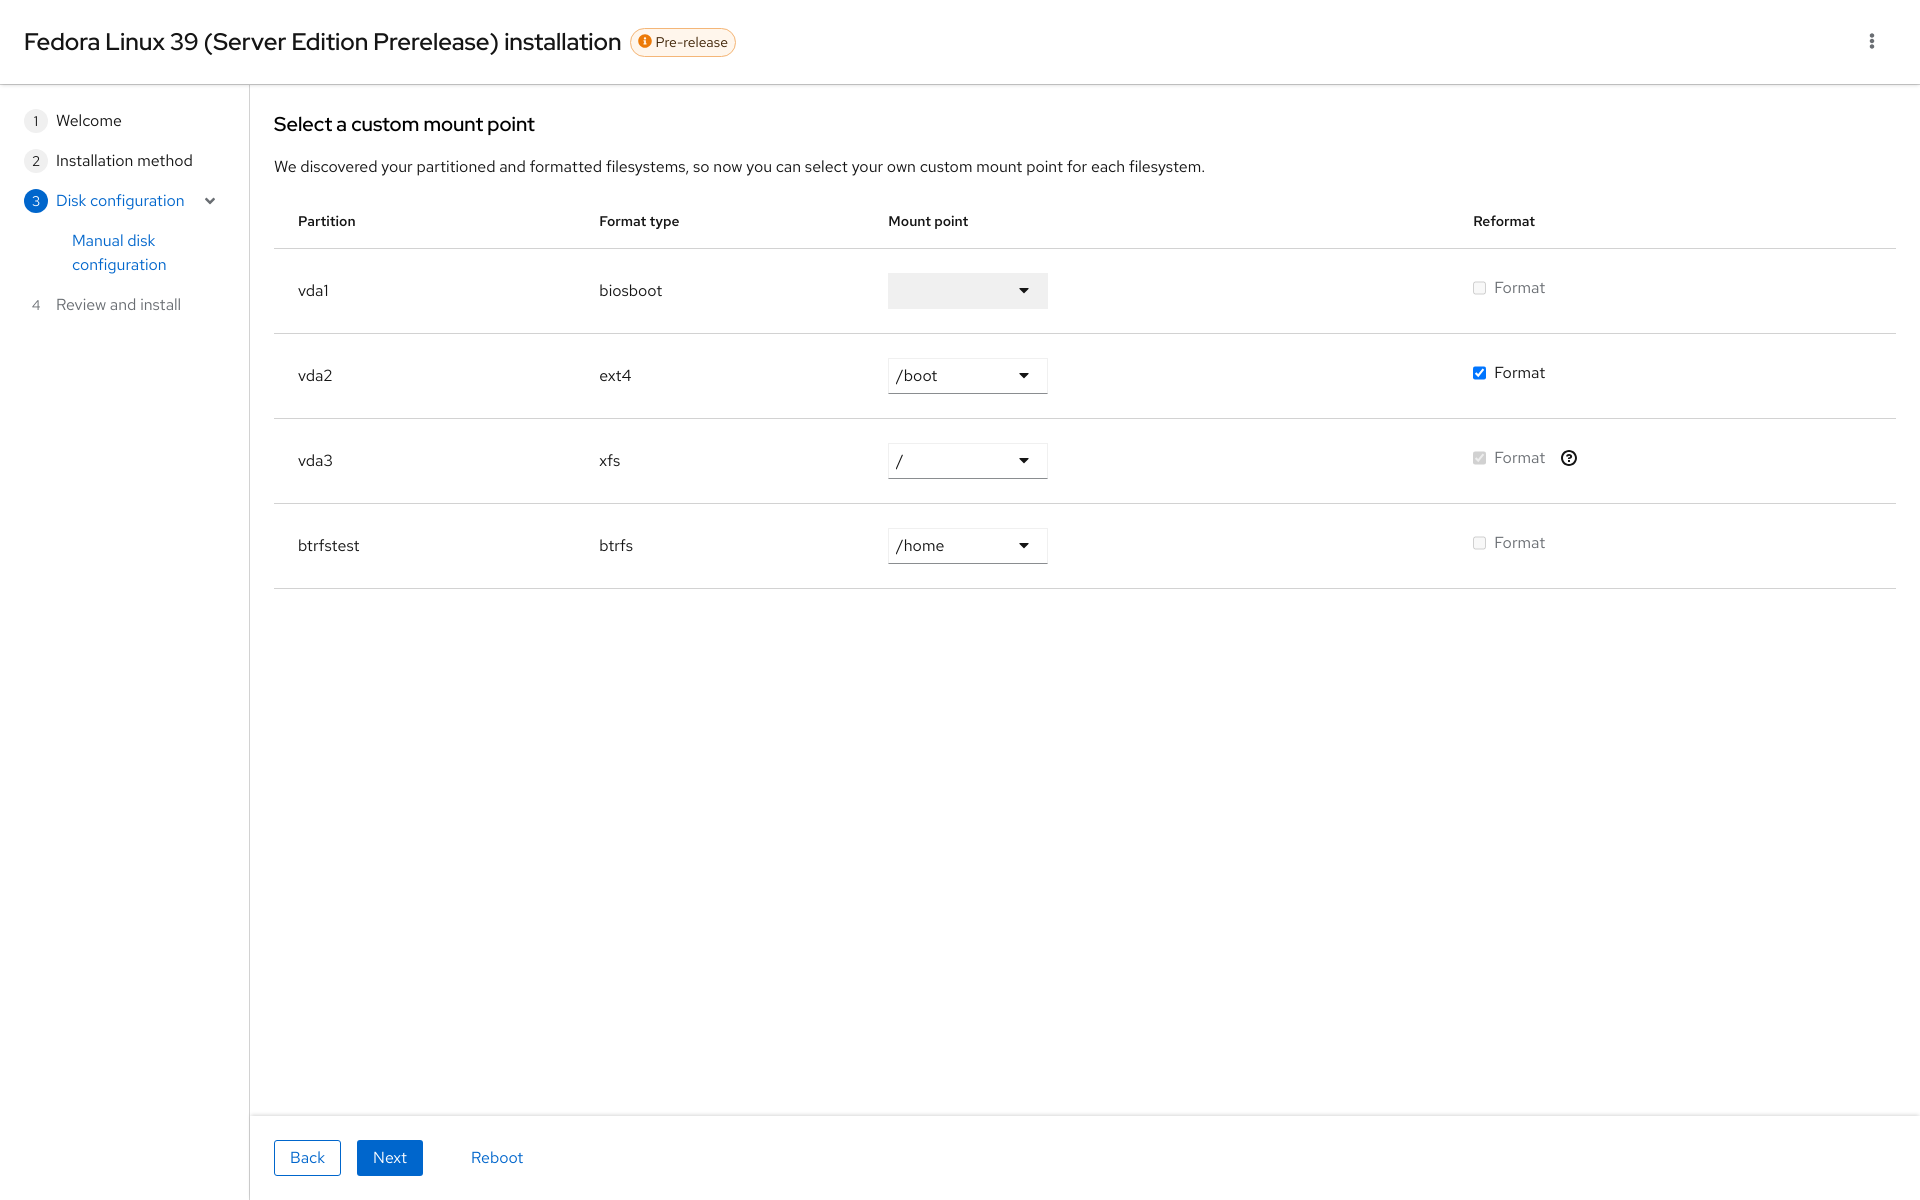 Fedora Linux 39 (Server Edition Prerelease) installation
Pre-release
1 Welcome
2 Installation method
3 Disk configuration
Manual disk
configuration
4 Review and install
Select a custom mount point
We discovered your partitioned and formatted filesystems, so now you can select your own custom mount point for each filesystem.
Partition Format type Mount point Reformat
vda1 biosboot Format
vda2 ext4 /boot Format
vda3 xfs / Format
btrfstest btrfs /home Format
Back Next Reboot